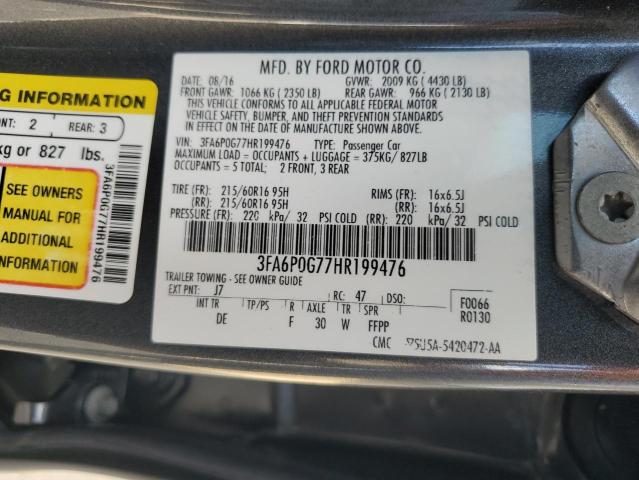 MFD. BY FORD MOTOR CO.
DATE: 08/16 GVWR: 2009 KG ( 4430 LB)
FRONT GAWR: 1066 KG ( 2350 LB) REAR GAWR: 966 KG ( 2130 LB)
THIS VEHICLE CONFORMS TO ALL APPLICABLE FEDERAL MOTOR
VEHICLE SAFETY, BUMPER, AND THEFT PREVENTION STANDARDS
IN EFFECT ON THE DATE OF MANUFACTURE SHOWN ABOVE.
VIN: 3FA6P0G77HR199476 TYPE: Passenger Car
MAXIMUM LOAD = OCCUPANTS + LUGGAGE = 375KG/827LB
OCCUPANTS = 5 TOTAL: 2 FRONT, 3 REAR
TIRE (FR): 215/60R16 95H RIMS (FR): 16x6.5J
(RR): 215/60R16 95H (RR): 16x6.5J
PRESSURE (FR): 220 kPa/ 32 PSI COLD (RR): 220 kPa/ 32 PSI COLD
3FA6P0G77HR199476
TRAILER TOWING - SEE OWNER GUIDE
EXT PNT: J7 RC: 47 DSO:
INT TR TP/PS R AXLE TR SPR
DE F 30 W FFPP
F0066
R0130
CMC 5420472-AA
INFORMATION
2 REAR: 3
kg or 827 lbs.
SEE OWNERS
MANUAL FOR
ADDITIONAL
INFORMATION
3FA6P0G77HR199476